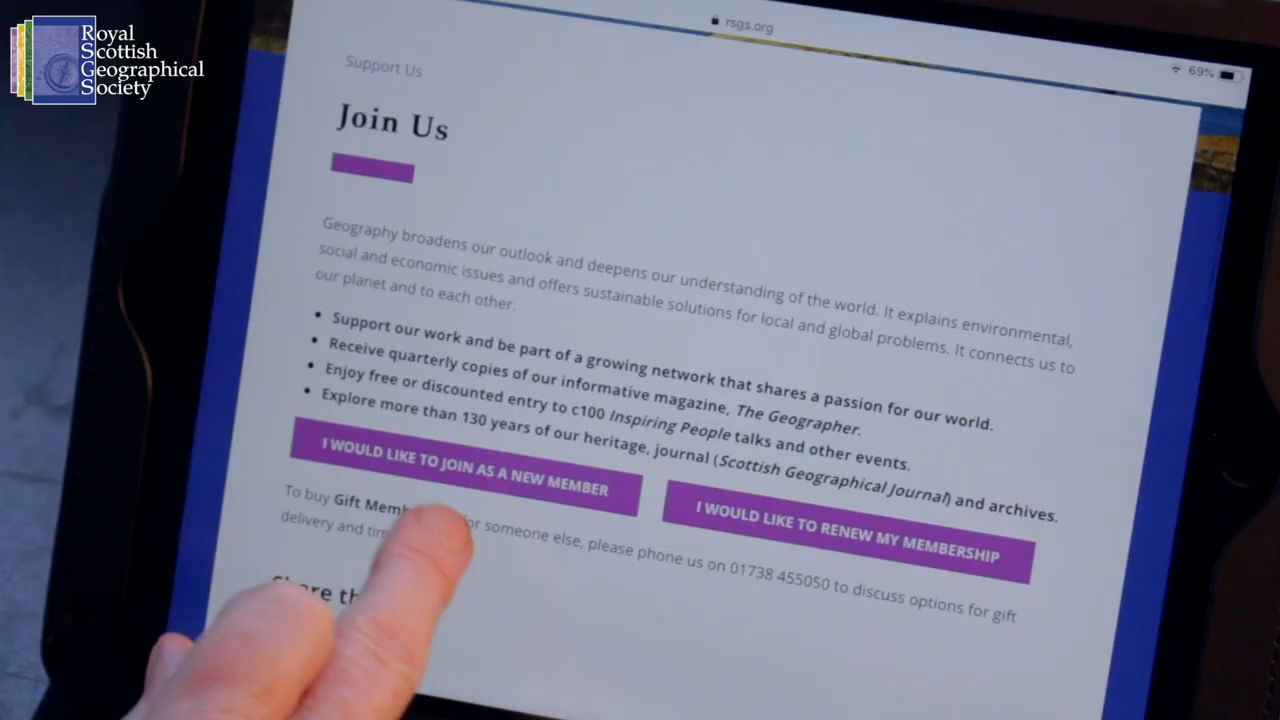 Royal
Scottish
Geographical
Society
rsgs.org
69%
Support Us
Join Us
Geography broadens our outlook and deepens our understanding of the world. It explains environmental,
social and economic issues and offers sustainable solutions for local and global problems. It connects us to
our planet and to each other.
• Support our work and be part of a growing network that shares a passion for our world.
• Receive quarterly copies of our informative magazine, The Geographer.
• Enjoy free or discounted entry to c100 Inspiring People talks and other events.
• Explore more than 130 years of our heritage, journal (Scottish Geographical Journal) and archives.
I WOULD LIKE TO JOIN AS A NEW MEMBER
I WOULD LIKE TO RENEW MY MEMBERSHIP
To buy Gift for someone else, please phone us on 01738 455050 to discuss options for gift
delivery and